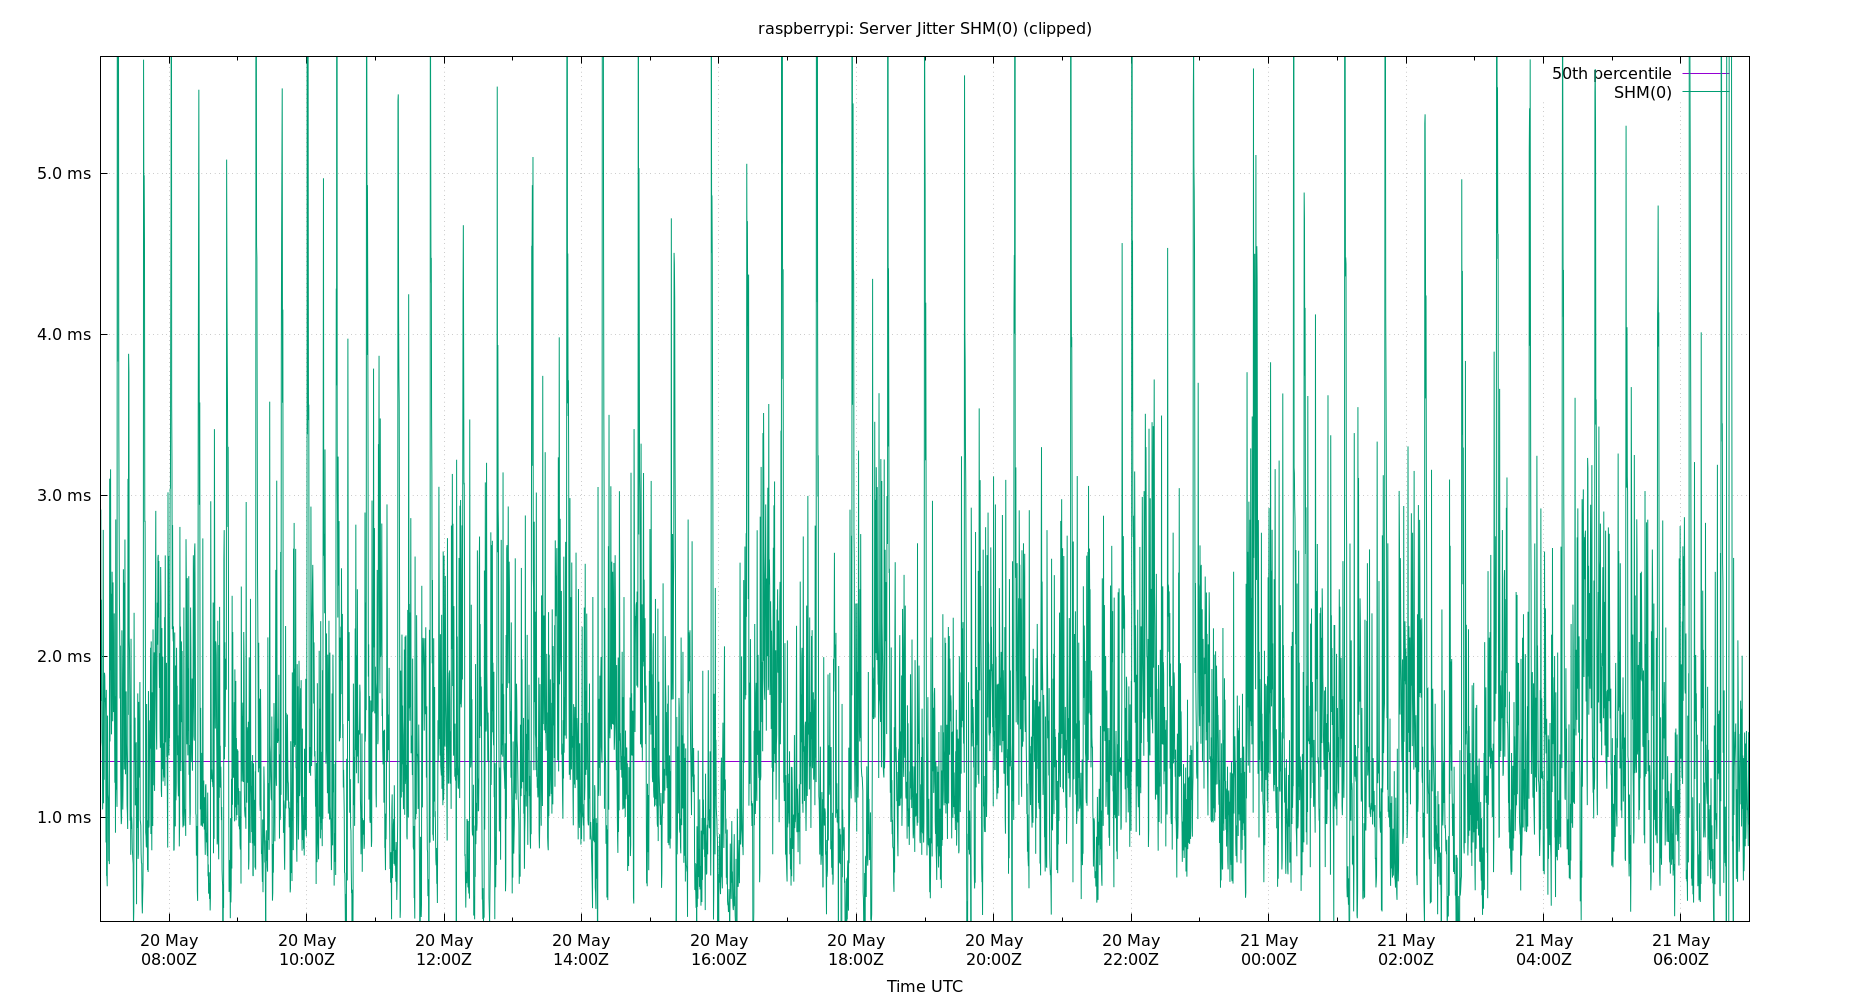 raspberrypi: Server Jitter SHM(0) (clipped)
50th percentile
SHM(0)
5.0 ms
4.0 ms
3.0 ms
2.0 ms
1.0 ms
20 May 20 May 20 May 20 May 20 May 20 May 20 May 20 May 21 May 21 May 21 May 21 May
08:00Z 10:00Z 12:00Z 14:00Z 16:00Z 18:00Z 20:00Z 22:00Z 00:00Z 02:00Z 04:00Z 06:00Z
Time UTC